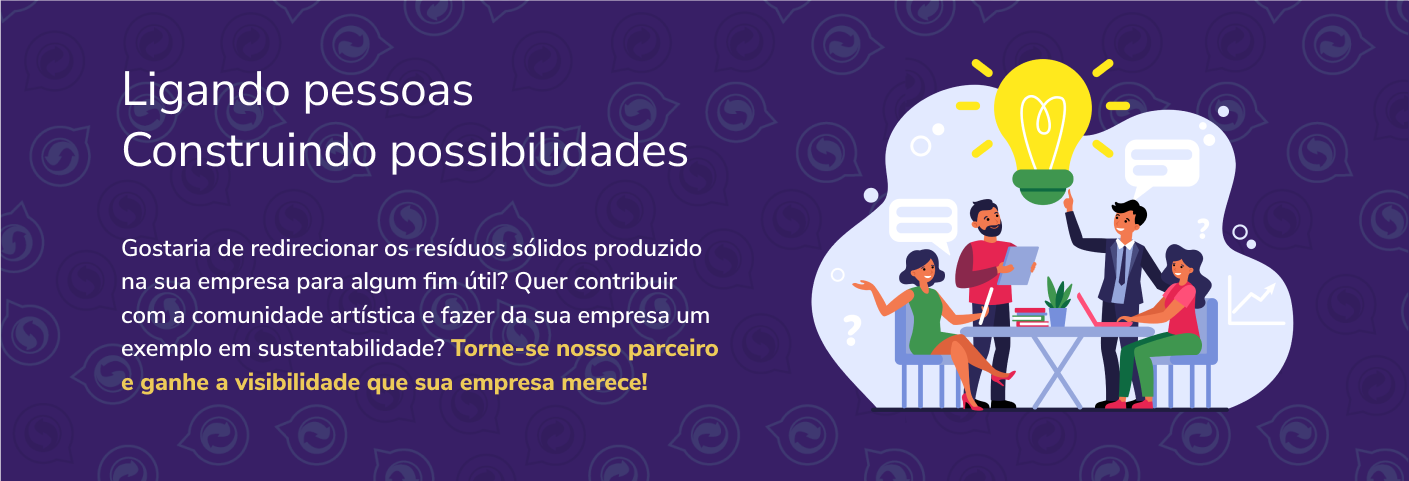 Ligando pessoas
Construindo possibilidades
Gostaria de redirecionar os resíduos sólidos produzido
na sua empresa para algum fim útil? Quer contribuir
com a comunidade artística e fazer da sua empresa um
exemplo em sustentabilidade? Torne-se nosso parceiro
e ganhe a visibilidade que sua empresa merece!
?
?